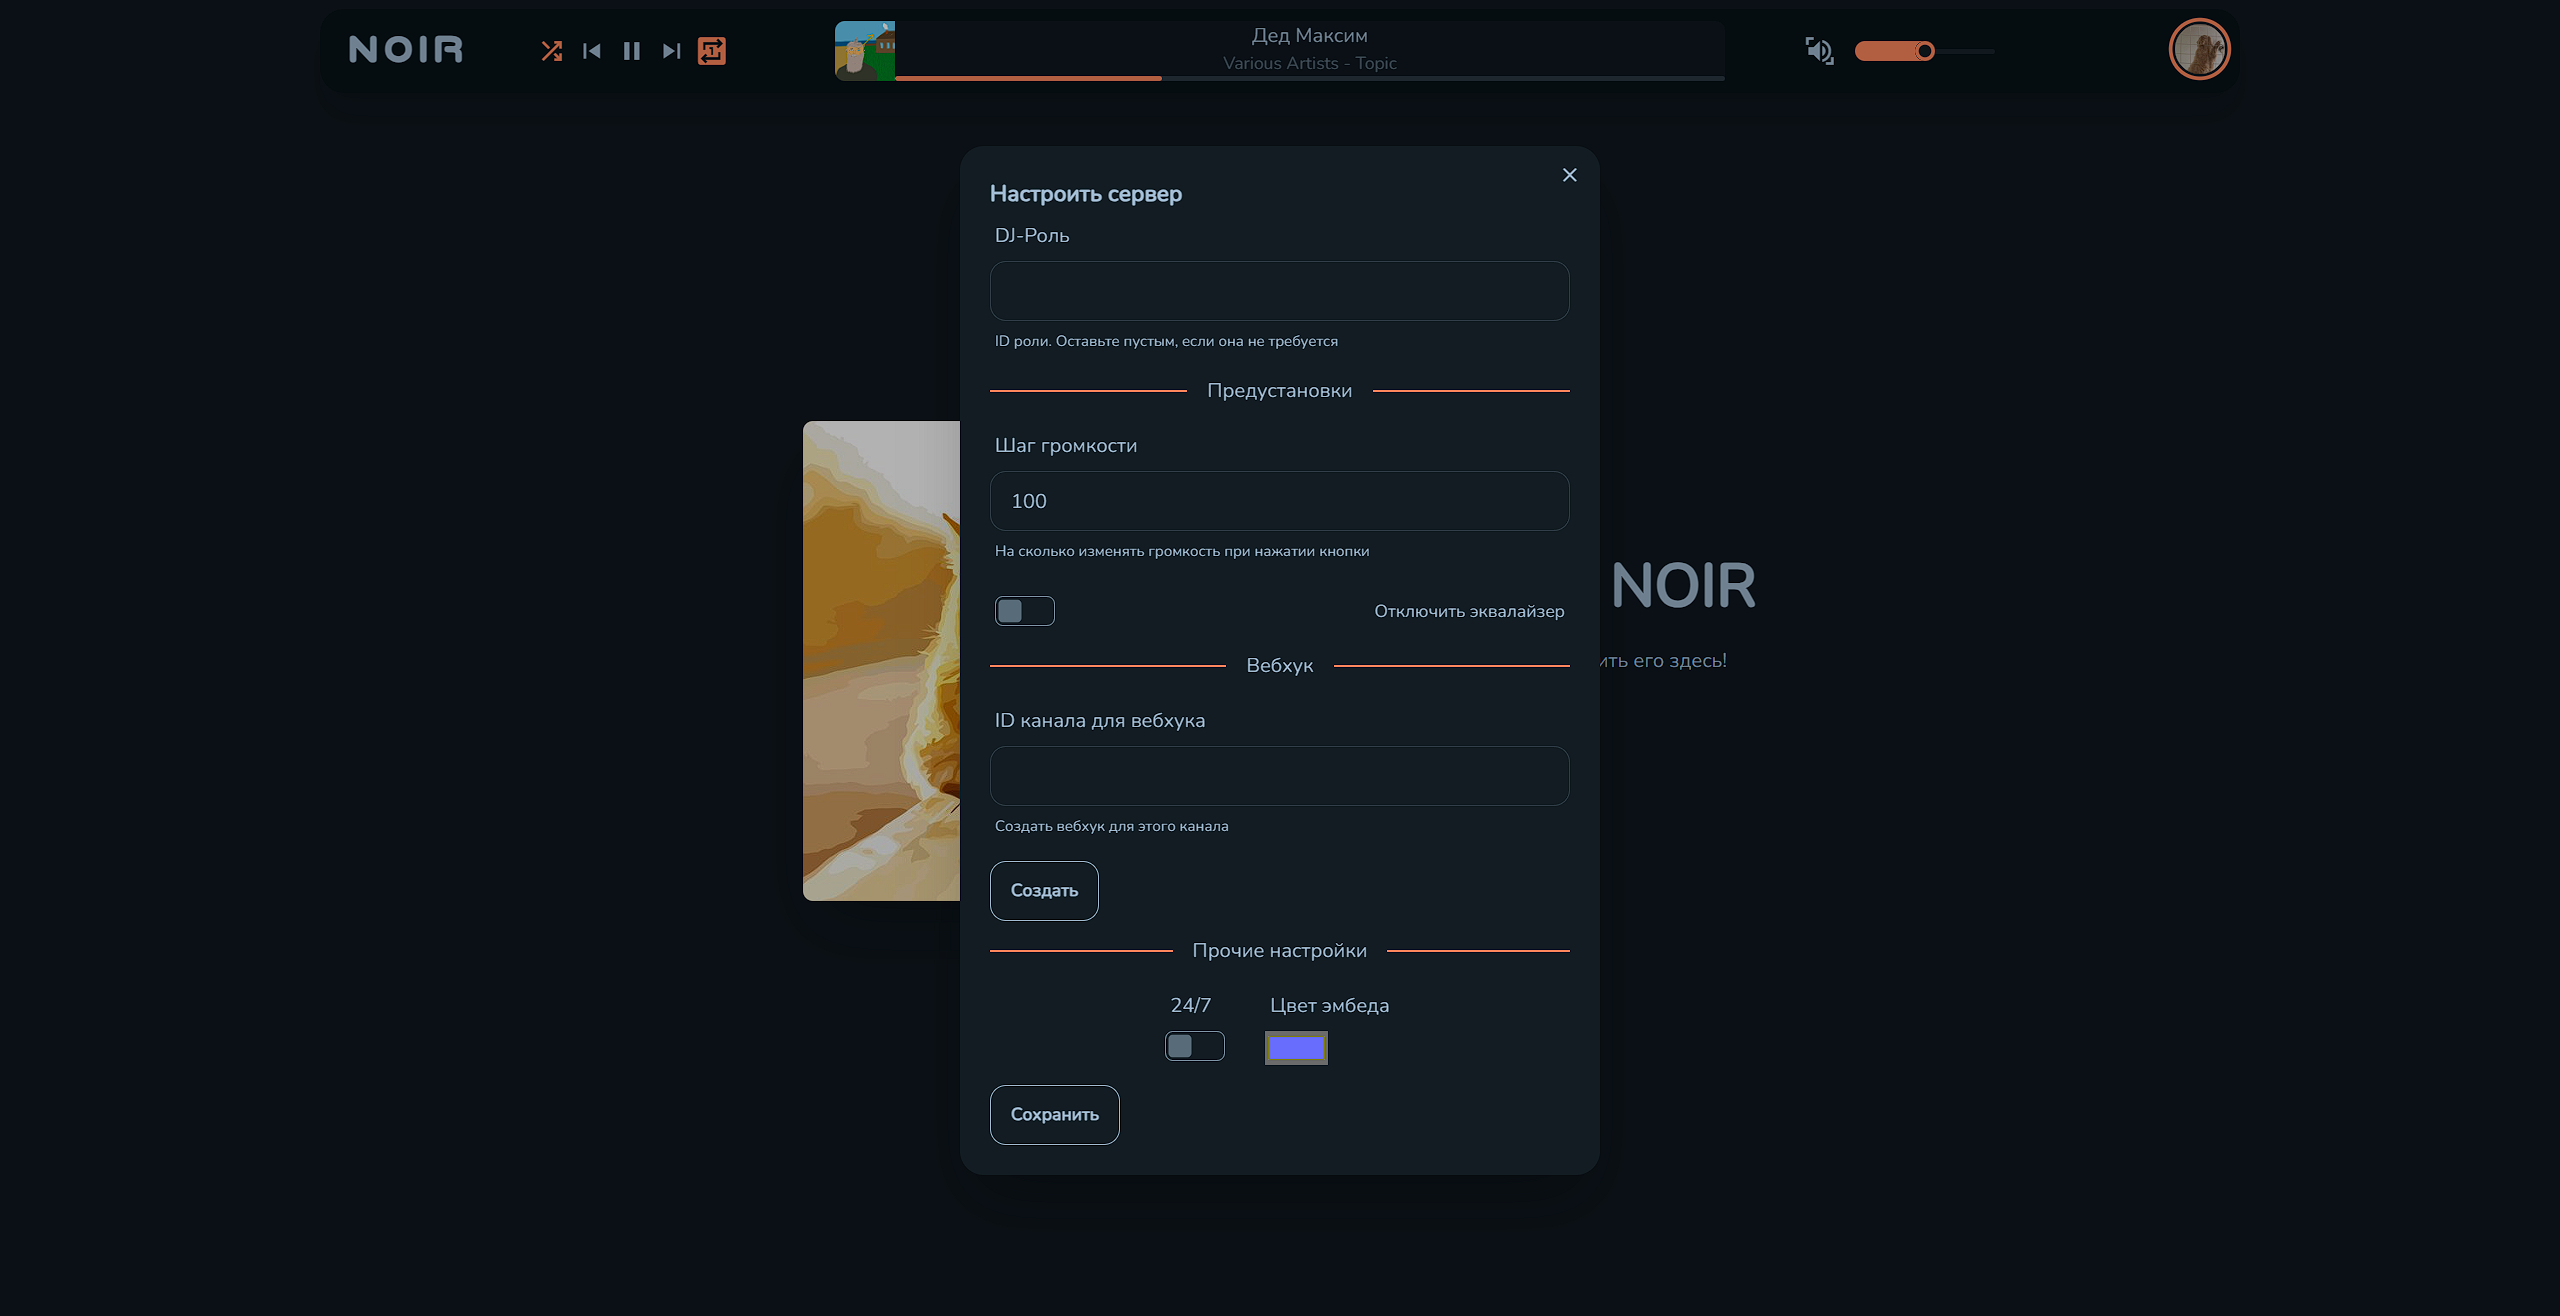 NOIR
Дед Максим
Various Artists - Topic
Настроить сервер
DJ-Роль
ID роли. Оставьте пустым, если она не требуется
Предустановки
Шаг громкости
100
На сколько изменять громкость при нажатии кнопки
Отключить эквалайзер
NOIR
его здесь!
Вебхук
ID канала для вебхука
Создать вебхук для этого канала
Создать
Прочие настройки
24/7 Цвет эмбеда
Сохранить